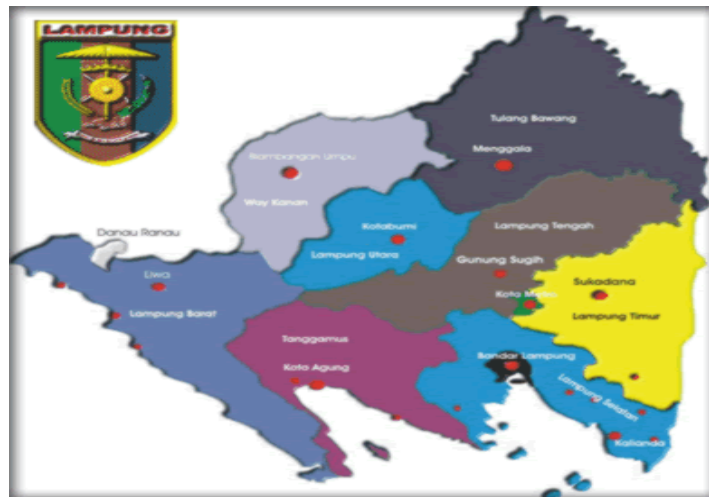 LAMPUNG
Tulang Bawang
Menggala
Blambangan Umpu
Way Kanan
Kotabumi
Lampung Utara
Lampung Tengah
Gunung Sugih
Danau Ranau
Liwa
Lampung Barat
Kota Metro
Sukadana
Lampung Timur
Tanggamus
Kota Agung
Bandar Lampung
Lampung Selatan
Kalianda